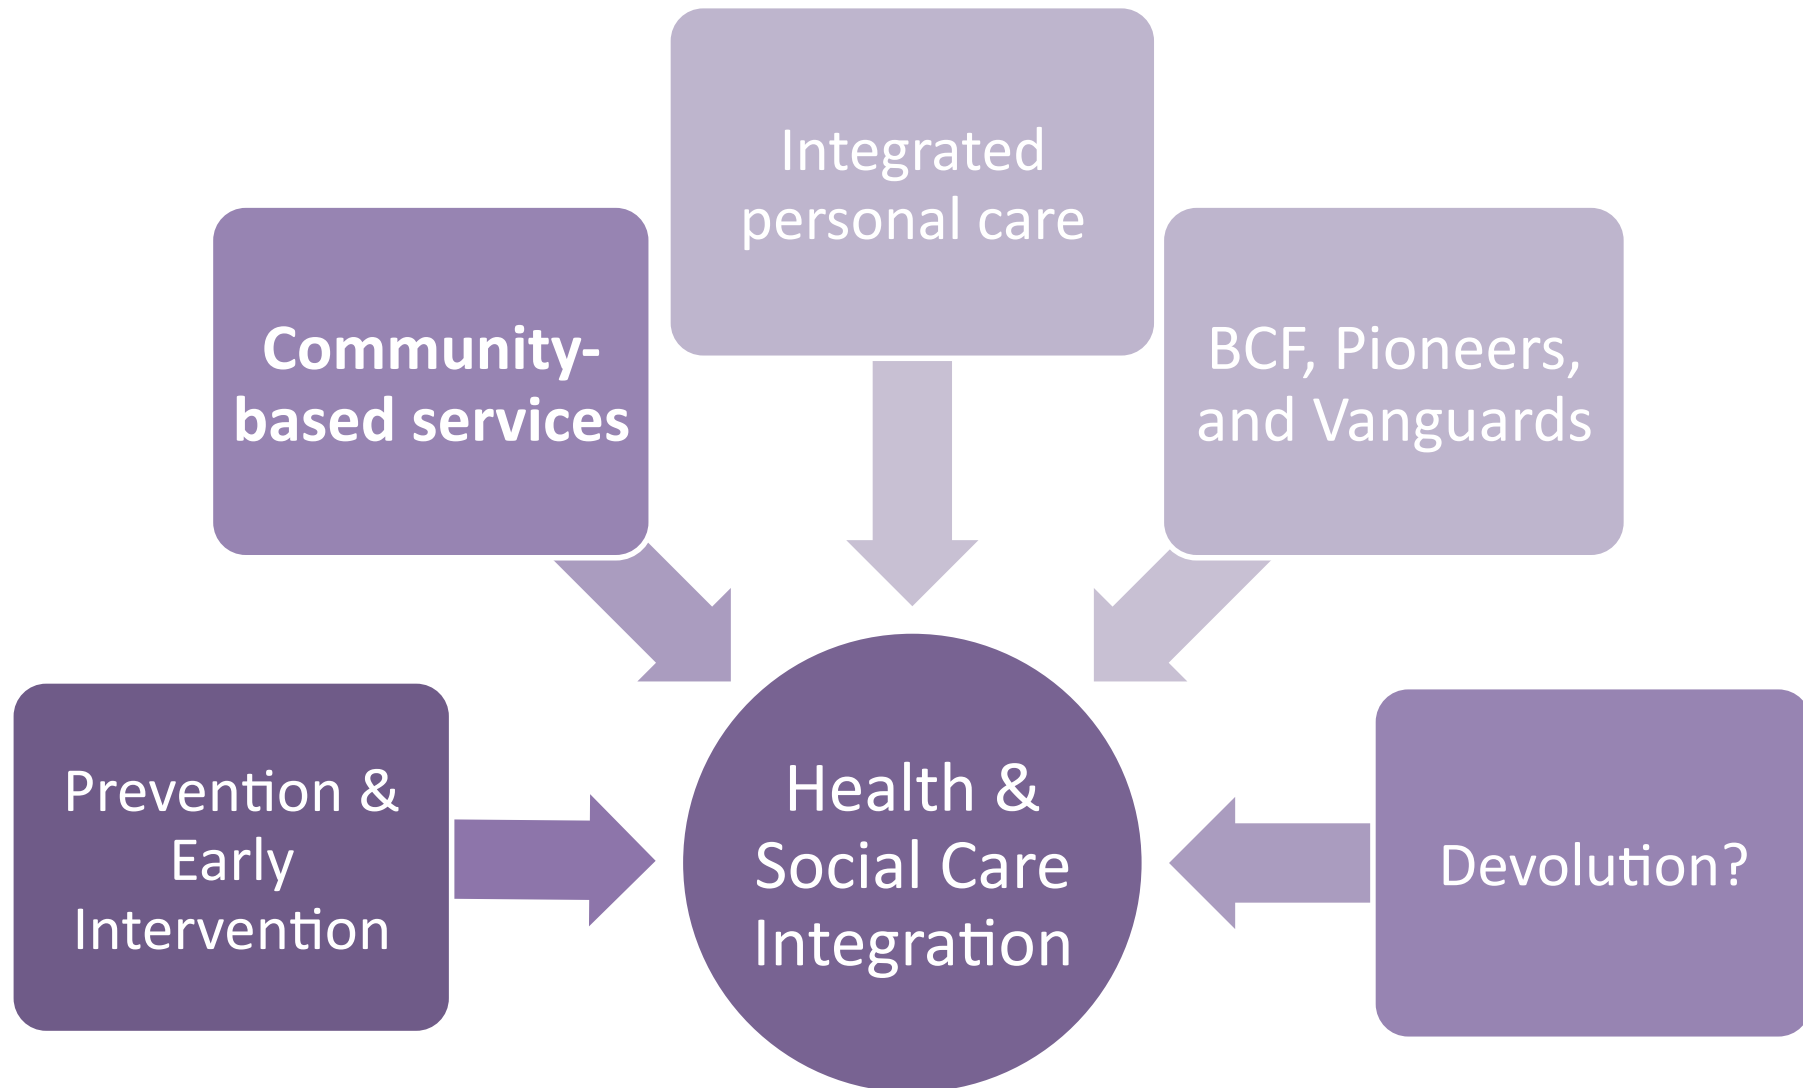 Integrated
personal care
Community-
based services
BCF, Pioneers,
and Vanguards
Prevention &
Early
Intervention
Health &
Social Care
Integration
Devolution?